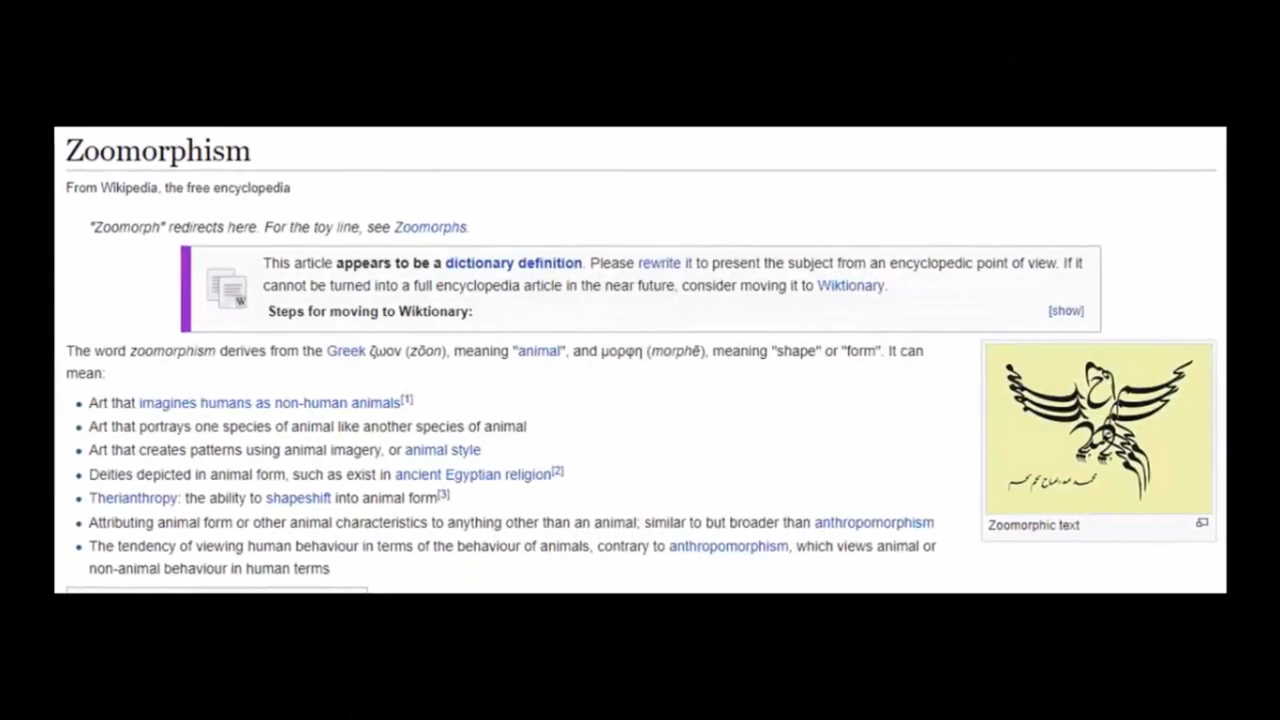 Zoomorphism
From Wikipedia, the free encyclopedia
"Zoomorph" redirects here. For the toy line, see Zoomorphs.
This article appears to be a dictionary definition. Please rewrite it to present the subject from an encyclopedic point of view. If it
cannot be turned into a full encyclopedia article in the near future, consider moving it to Wiktionary.
Steps for moving to Wiktionary: [show]
The word zoomorphism derives from the Greek ζωον (zōon), meaning "animal", and μορφη (morphē), meaning "shape" or "form". It can
mean:
• Art that imagines humans as non-human animals[1]
• Art that portrays one species of animal like another species of animal
• Art that creates patterns using animal imagery, or animal style
• Deities depicted in animal form, such as exist in ancient Egyptian religion[2]
• Therianthropy: the ability to shapeshift into animal form[3]
• Attributing animal form or other animal characteristics to anything other than an animal; similar to but broader than anthropomorphism
• The tendency of viewing human behaviour in terms of the behaviour of animals, contrary to anthropomorphism, which views animal or
non-animal behaviour in human terms
W
Zoomorphic text